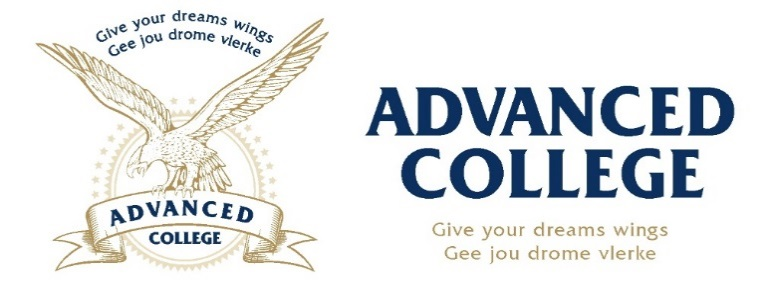 Give your dreams wings
Gee jou drome vlerke
ADVANCED
COLLEGE
ADVANCED
COLLEGE
Give your dreams wings
Gee jou drome vlerke